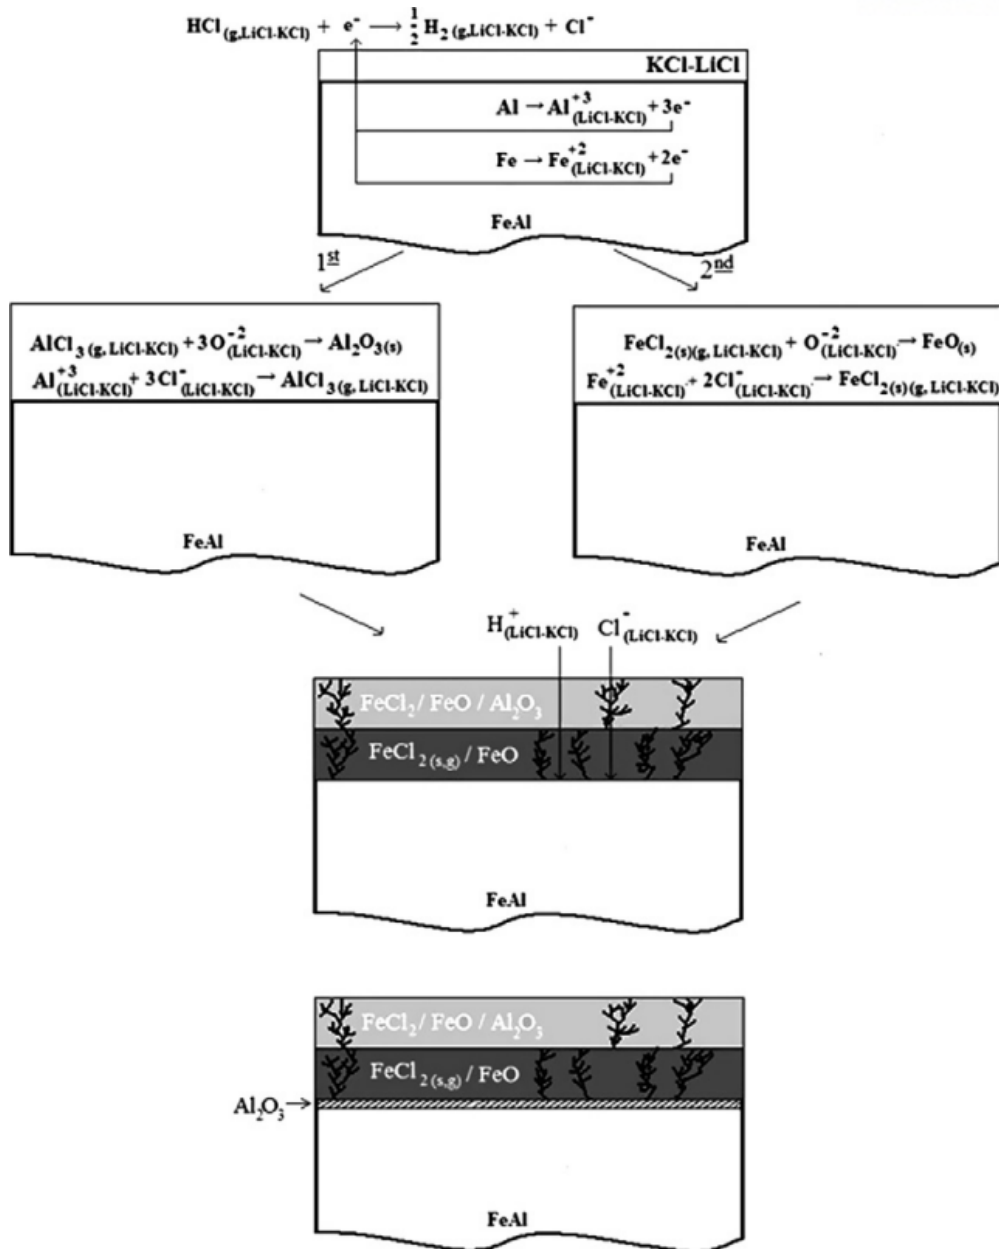 HCl(g,LiCl-KCl) + e⁻ ⟶ 1/2 H₂(g,LiCl-KCl) + Cl⁻
KCl-LiCl
Al → Al⁺³(LiCl-KCl) + 3e⁻
Fe → Fe⁺²(LiCl-KCl) + 2e⁻
FeAl
1st
2nd
AlCl₃(g, LiCl-KCl) + 3O⁻²(LiCl-KCl) → Al₂O₃(s)
Al⁺³(LiCl-KCl) + 3Cl⁻(LiCl-KCl) → AlCl₃(g, LiCl-KCl)
FeAl
FeCl₂(s)(g, LiCl-KCl) + O⁻²(LiCl-KCl) → FeO(s)
Fe⁺²(LiCl-KCl) + 2Cl⁻(LiCl-KCl) → FeCl₂(s)(g, LiCl-KCl)
FeAl
H⁺(LiCl-KCl) Cl⁻(LiCl-KCl)
FeCl₂ / FeO / Al₂O₃
FeCl₂(s,g) / FeO
FeAl
FeCl₂ / FeO / Al₂O₃
FeCl₂(s,g) / FeO
Al₂O₃
FeAl